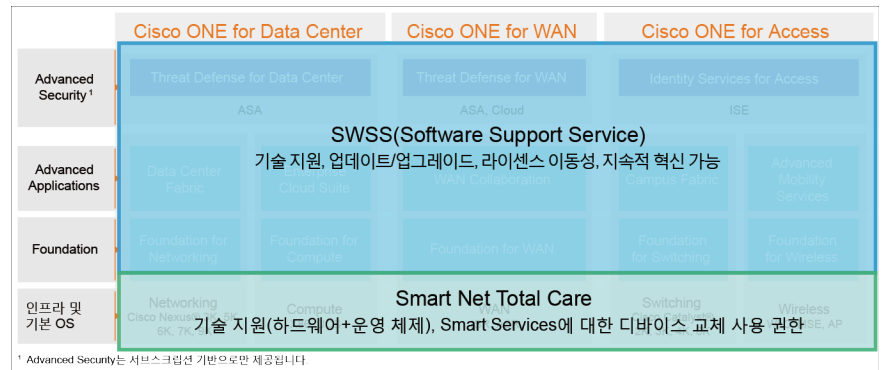 Cisco ONE for Data Center Cisco ONE for WAN Cisco ONE for Access
Advanced Security ¹
Threat Defense for Data Center Threat Defense for WAN Identity Services for Access
ASA ASA, Cloud ISE
SWSS(Software Support Service)
기술 지원, 업데이트/업그레이드, 라이센스 이동성, 지속적 혁신 가능
Advanced Applications
Data Center Fabric
Enterprise Cloud Suite
WAN Collaboration
Campus Fabric
Advanced Mobility Services
Foundation
Foundation for Networking
Foundation for Compute
Foundation for WAN
Foundation for Switching
Foundation for Wireless
인프라 및
기본 OS
Networking
Cisco Nexus®
6K, 7K,
Compute
WAN
Switching
Cisco Catalyst®
Wireless
AP
Smart Net Total Care
기술 지원(하드웨어+운영 체제), Smart Services에 대한 디바이스 교체 사용 권한
¹ Advanced Security는 서브스크립션 기반으로만 제공됩니다